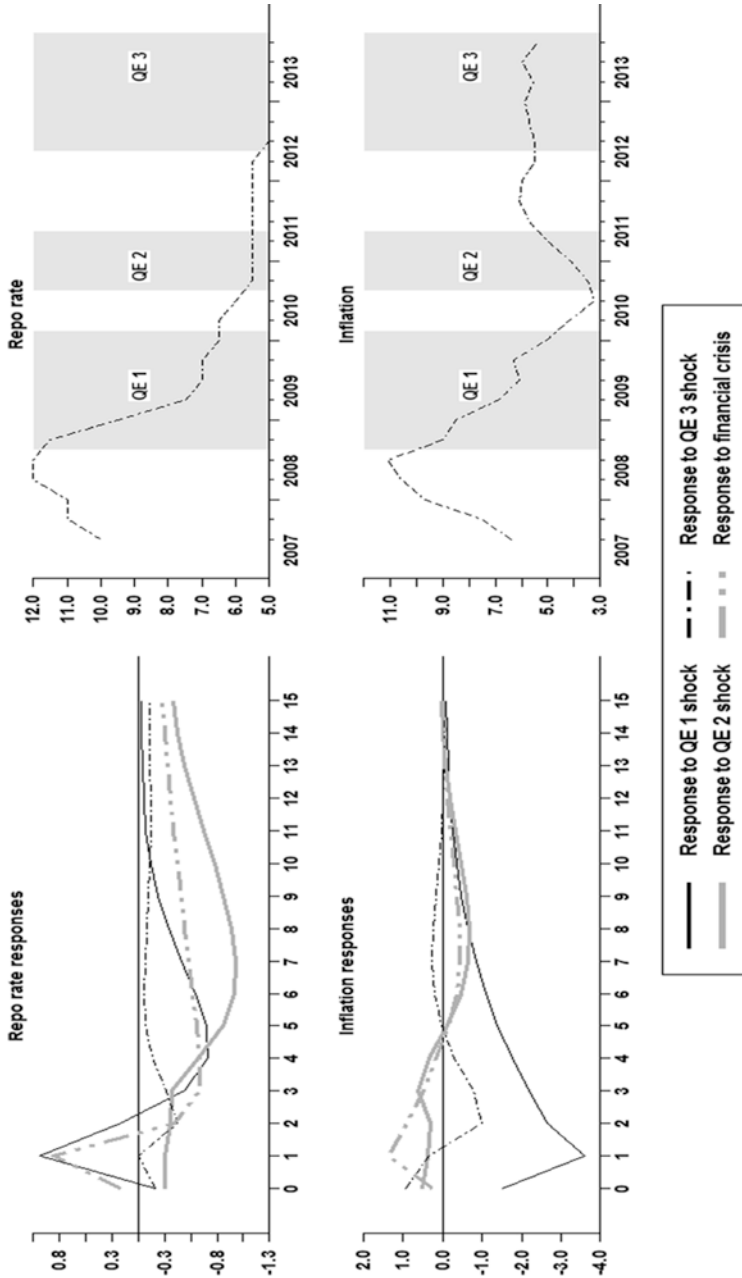 Repo rate responses
0.8
0.3
-0.3
-0.8
-1.3
0 1 2 3 4 5 6 7 8 9 10 11 12 13 14 15
Repo rate
12.0
11.0
10.0
9.0
8.0
7.0
6.0
5.0
QE 1
QE 2
QE 3
2007 2008 2009 2010 2011 2012 2013
Inflation responses
2.0
1.0
0.0
-1.0
-2.0
-3.0
-4.0
0 1 2 3 4 5 6 7 8 9 10 11 12 13 14 15
Inflation
11.0
9.0
7.0
5.0
3.0
QE 1
QE 2
QE 3
2007 2008 2009 2010 2011 2012 2013
Response to QE 1 shock
Response to QE 3 shock
Response to QE 2 shock
Response to financial crisis